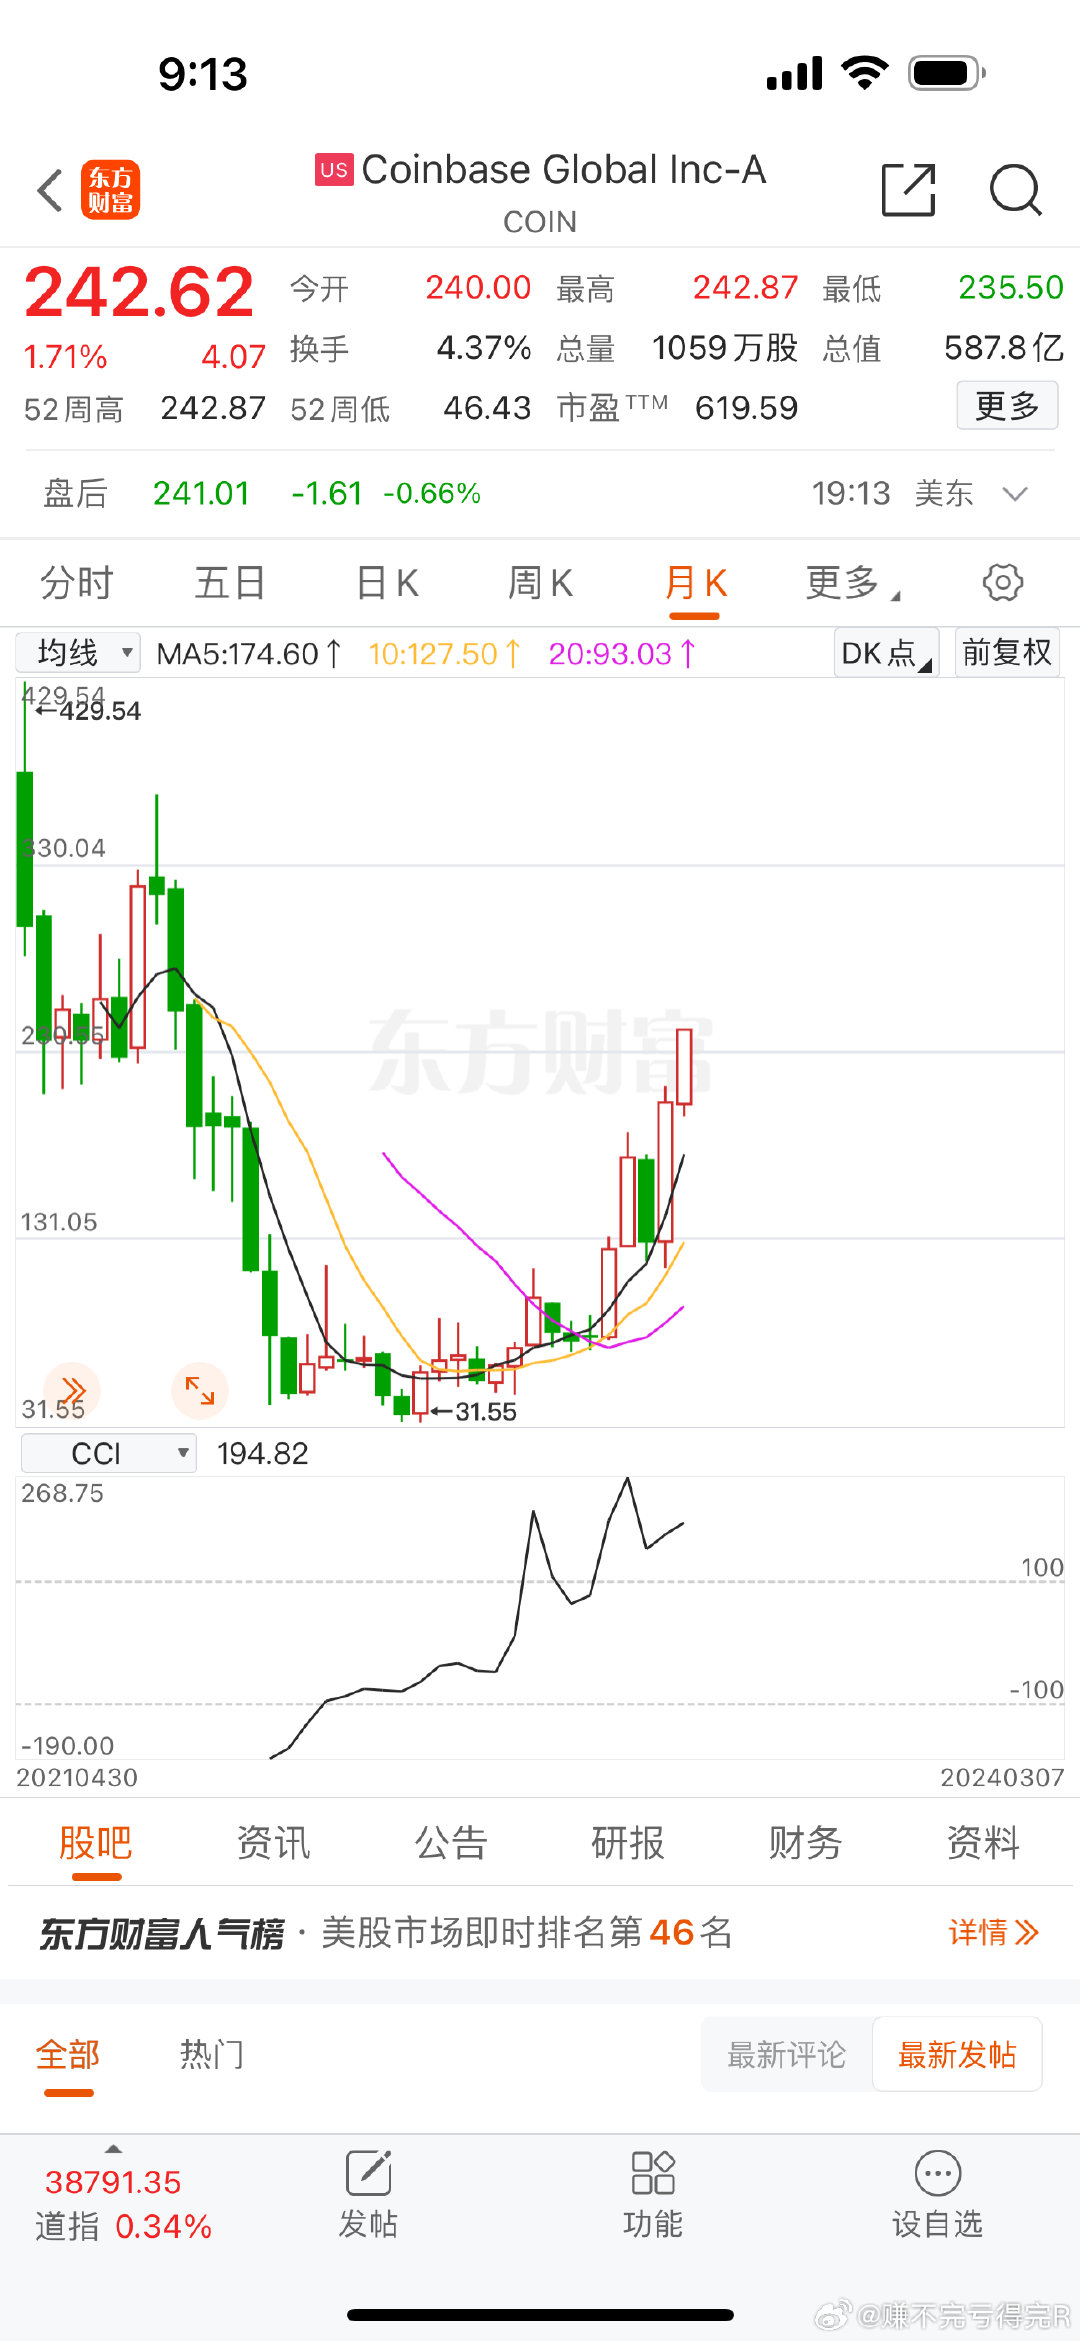 9:13
东方
财富
US Coinbase Global Inc-A
COIN
242.62 今开 240.00 最高 242.87 最低 235.50
1.71% 4.07 换手 4.37% 总量 1059万股 总值 587.8亿
52周高 242.87 52周低 46.43 市盈TTM 619.59 更多
盘后 241.01 -1.61 -0.66% 19:13 美东
分时 五日 日K 周K 月K 更多
均线 MA5:174.60↑ 10:127.50↑ 20:93.03↑ DK点 前复权
429.54
←429.54
330.04
东方财富
230.55
131.05
31.55
←31.55
CCI 194.82
268.75
100
-100
-190.00
20210430 20240307
股吧 资讯 公告 研报 财务 资料
东方财富人气榜·美股市场即时排名第46名 详情
全部 热门 最新评论 最新发帖
38791.35
道指 0.34% 发帖 功能 设自选
@赚不完亏得完R